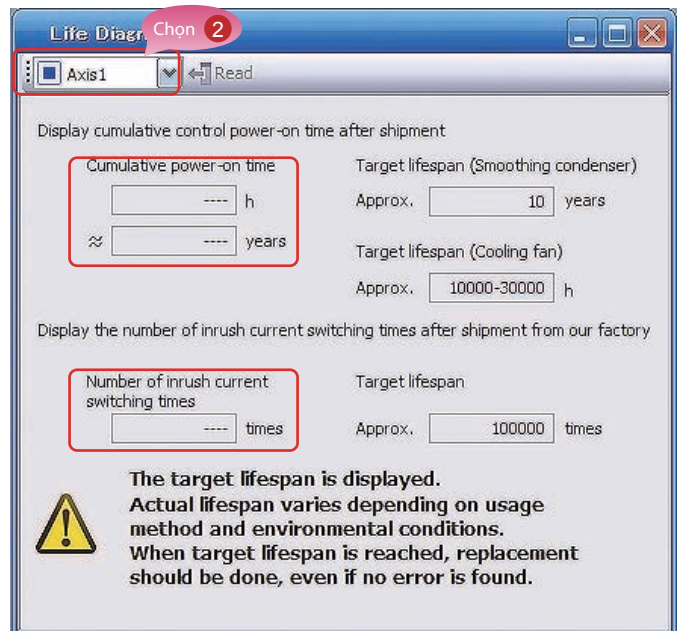 Life Diagn
Chọn 2
Axis1
Read
Display cumulative control power-on time after shipment
Cumulative power-on time
Target lifespan (Smoothing condenser)
---- h
Approx. 10 years
≈ ---- years
Target lifespan (Cooling fan)
Approx. 10000-30000 h
Display the number of inrush current switching times after shipment from our factory
Number of inrush current
switching times
Target lifespan
---- times
Approx. 100000 times
The target lifespan is displayed.
Actual lifespan varies depending on usage
method and environmental conditions.
When target lifespan is reached, replacement
should be done, even if no error is found.